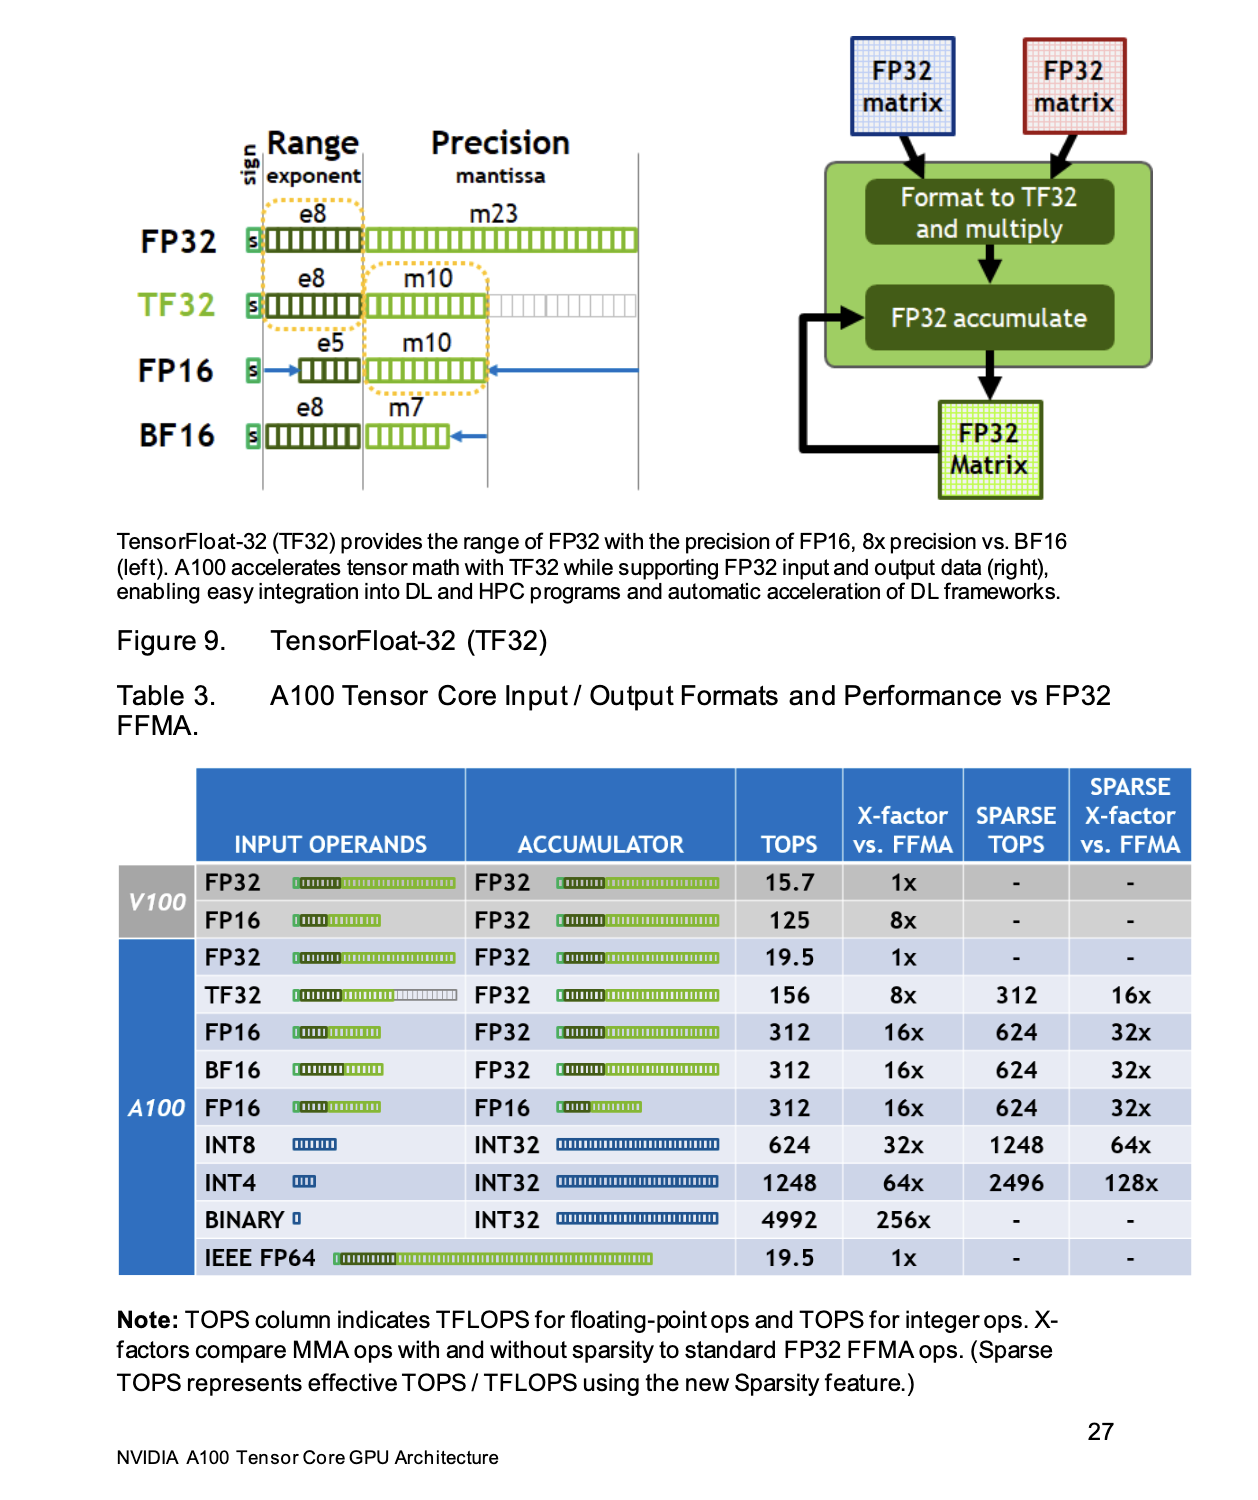 sign
Range
exponent
Precision
mantissa
e8
m23
FP32
s
e8
m10
TF32
s
e5
m10
FP16
s
e8
m7
BF16
s
FP32
matrix
FP32
matrix
Format to TF32
and multiply
FP32 accumulate
FP32
Matrix
TensorFloat-32 (TF32) provides the range of FP32 with the precision of FP16, 8x precision vs. BF16
(left). A100 accelerates tensor math with TF32 while supporting FP32 input and output data (right),
enabling easy integration into DL and HPC programs and automatic acceleration of DL frameworks.
Figure 9. TensorFloat-32 (TF32)
Table 3. A100 Tensor Core Input / Output Formats and Performance vs FP32
FFMA.
INPUT OPERANDS ACCUMULATOR TOPS X-factor vs. FFMA SPARSE TOPS SPARSE X-factor vs. FFMA
V100
FP32 FP32 15.7 1x - -
FP16 FP32 125 8x - -
A100
FP32 FP32 19.5 1x - -
TF32 FP32 156 8x 312 16x
FP16 FP32 312 16x 624 32x
BF16 FP32 312 16x 624 32x
FP16 FP16 312 16x 624 32x
INT8 INT32 624 32x 1248 64x
INT4 INT32 1248 64x 2496 128x
BINARY INT32 4992 256x - -
IEEE FP64 19.5 1x - -
Note: TOPS column indicates TFLOPS for floating-point ops and TOPS for integer ops. X-
factors compare MMA ops with and without sparsity to standard FP32 FFMA ops. (Sparse
TOPS represents effective TOPS / TFLOPS using the new Sparsity feature.)
27
NVIDIA A100 Tensor Core GPU Architecture